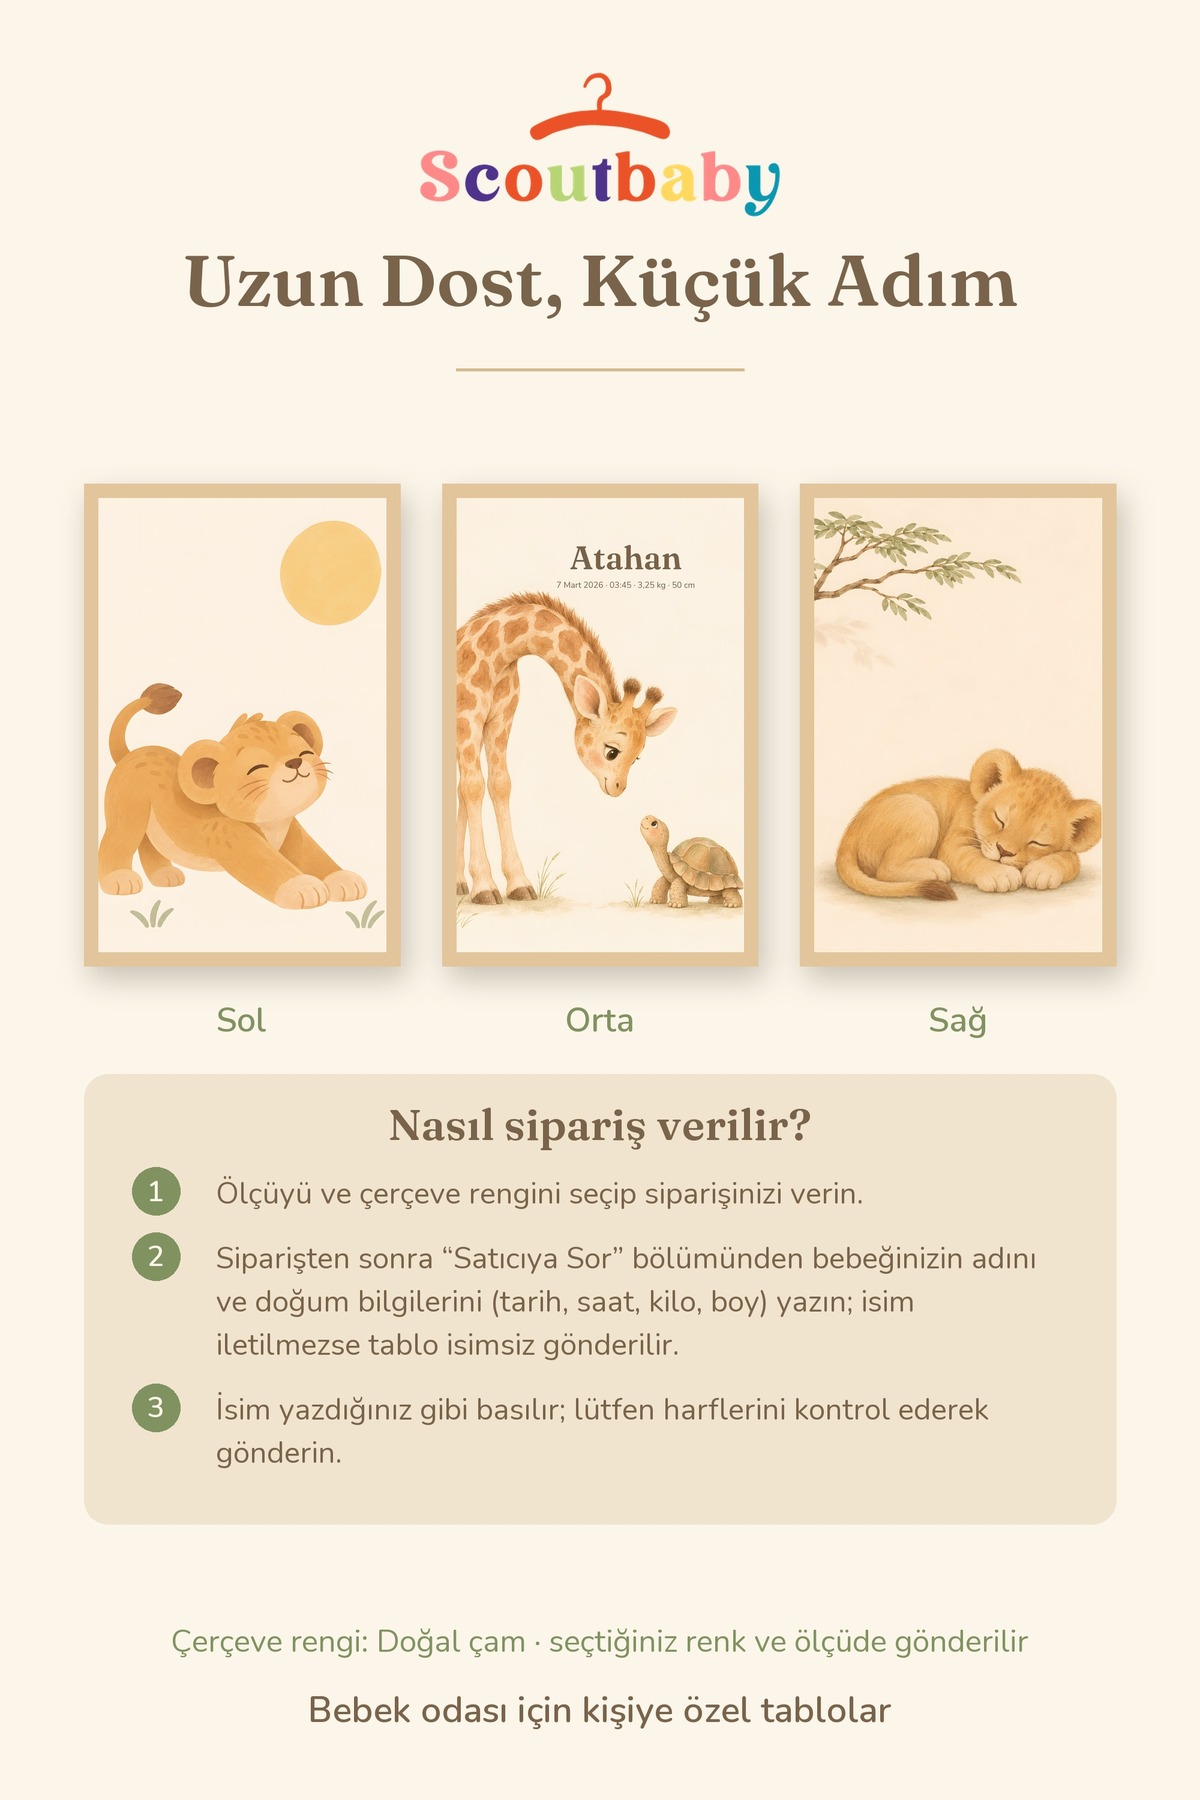 Scoutbaby
Uzun Dost, Küçük Adım
Atahan
7 Mart 2026 · 03:45 · 3,25 kg · 50 cm
Sol
Orta
Sağ
Nasıl sipariş verilir?
1 Ölçüyü ve çerçeve rengini seçip siparişinizi verin.
2 Siparişten sonra “Satıcıya Sor” bölümünden bebeğinizin adını
ve doğum bilgilerini (tarih, saat, kilo, boy) yazın; isim
iletilmezse tablo isimsiz gönderilir.
3 İsim yazdığınız gibi basılır; lütfen harflerini kontrol ederek
gönderin.
Çerçeve rengi: Doğal çam · seçtiğiniz renk ve ölçüde gönderilir
Bebek odası için kişiye özel tablolar